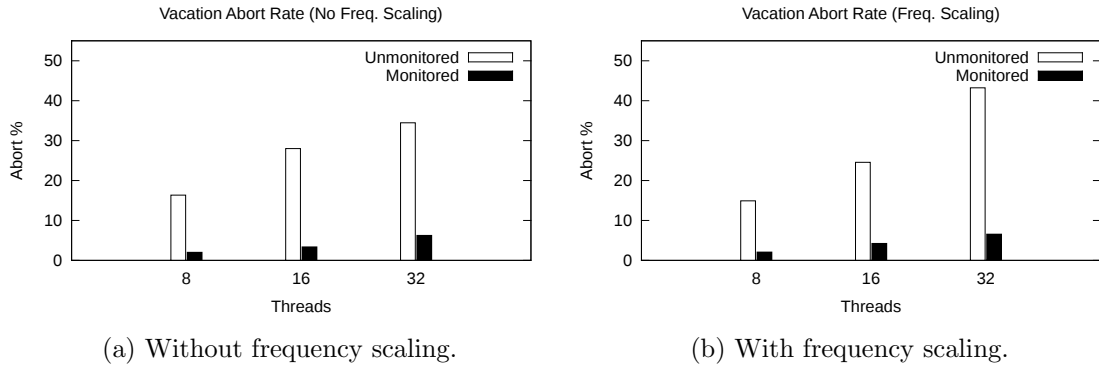 Vacation Abort Rate (No Freq. Scaling)
Abort %
50
40
30
20
10
0
Unmonitored
Monitored
8 16 32
Threads
(a) Without frequency scaling.
Vacation Abort Rate (Freq. Scaling)
Abort %
50
40
30
20
10
0
Unmonitored
Monitored
8 16 32
Threads
(b) With frequency scaling.